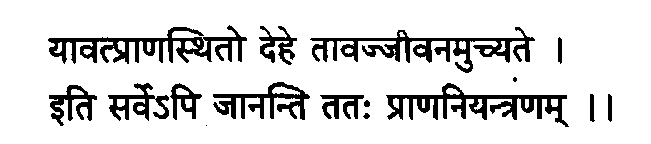 यावत्प्राणस्थितो देहे तावज्जीवनमुच्यते ।
इति सर्वेऽपि जानन्ति ततः प्राणनियन्त्रणम् ।।